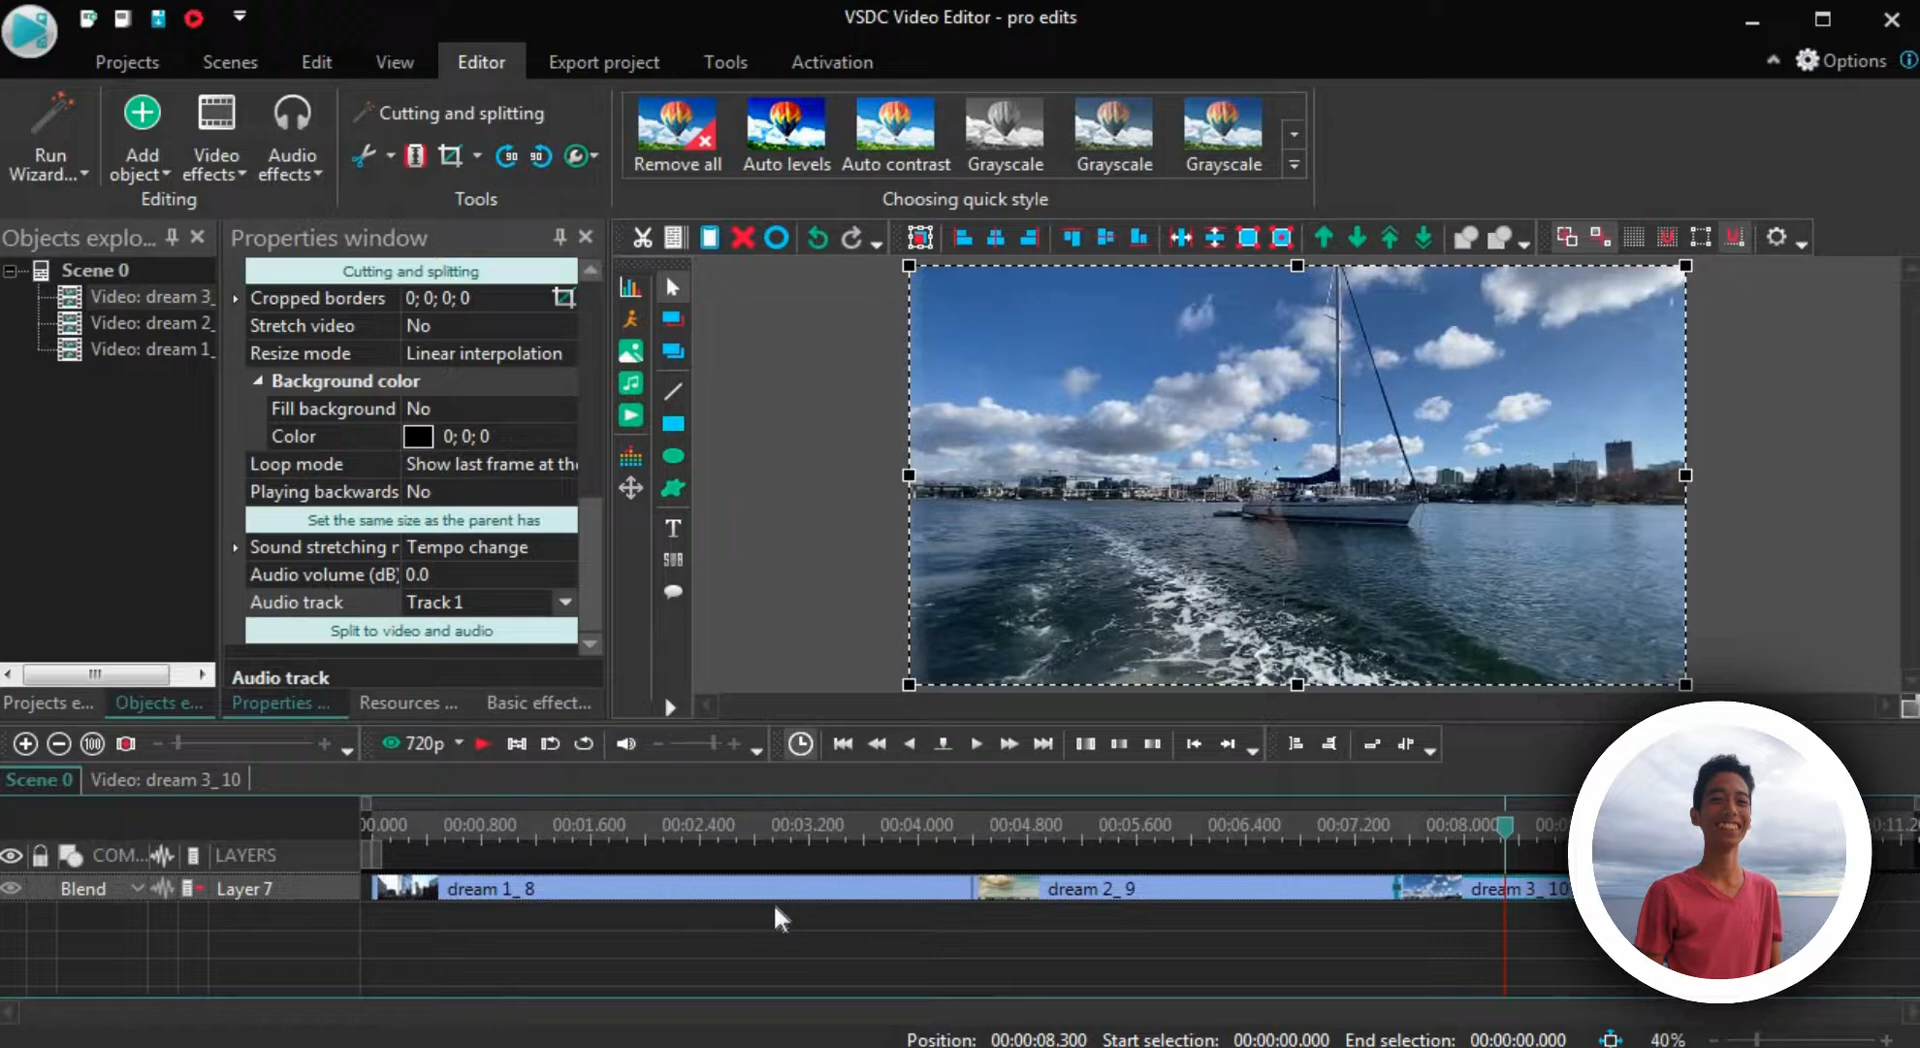 VSDC Video Editor - pro edits
Projects Scenes Edit View Editor Export project Tools Activation Options
Run Wizard...
Add object
Video effects
Audio effects
Editing
Cutting and splitting
90 90
Tools
Remove all Auto levels Auto contrast Grayscale Grayscale Grayscale
Choosing quick style
Objects explo...
Scene 0
Video: dream 3_
Video: dream 2_
Video: dream 1_
Properties window
Cutting and splitting
Cropped borders 0; 0; 0; 0
Stretch video No
Resize mode Linear interpolation
Background color
Fill background No
Color 0; 0; 0
Loop mode Show last frame at the
Playing backwards No
Set the same size as the parent has
Sound stretching r Tempo change
Audio volume (dB) 0.0
Audio track Track 1
Split to video and audio
Audio track
Projects e... Objects e... Properties ... Resources ... Basic effect...
T
SUB
100 720p
Scene 0 Video: dream 3_10
00.000 00:00.800 00:01.600 00:02.400 00:03.200 00:04.000 00:04.800 00:05.600 00:06.400 00:07.200 00:08.000 00:0 0:11.2
COM... LAYERS
Blend Layer 7 dream 1_8 dream 2_9 dream 3_10
Position: 00:00:08.300 Start selection: 00:00:00.000 End selection: 00:00:00.000 40%